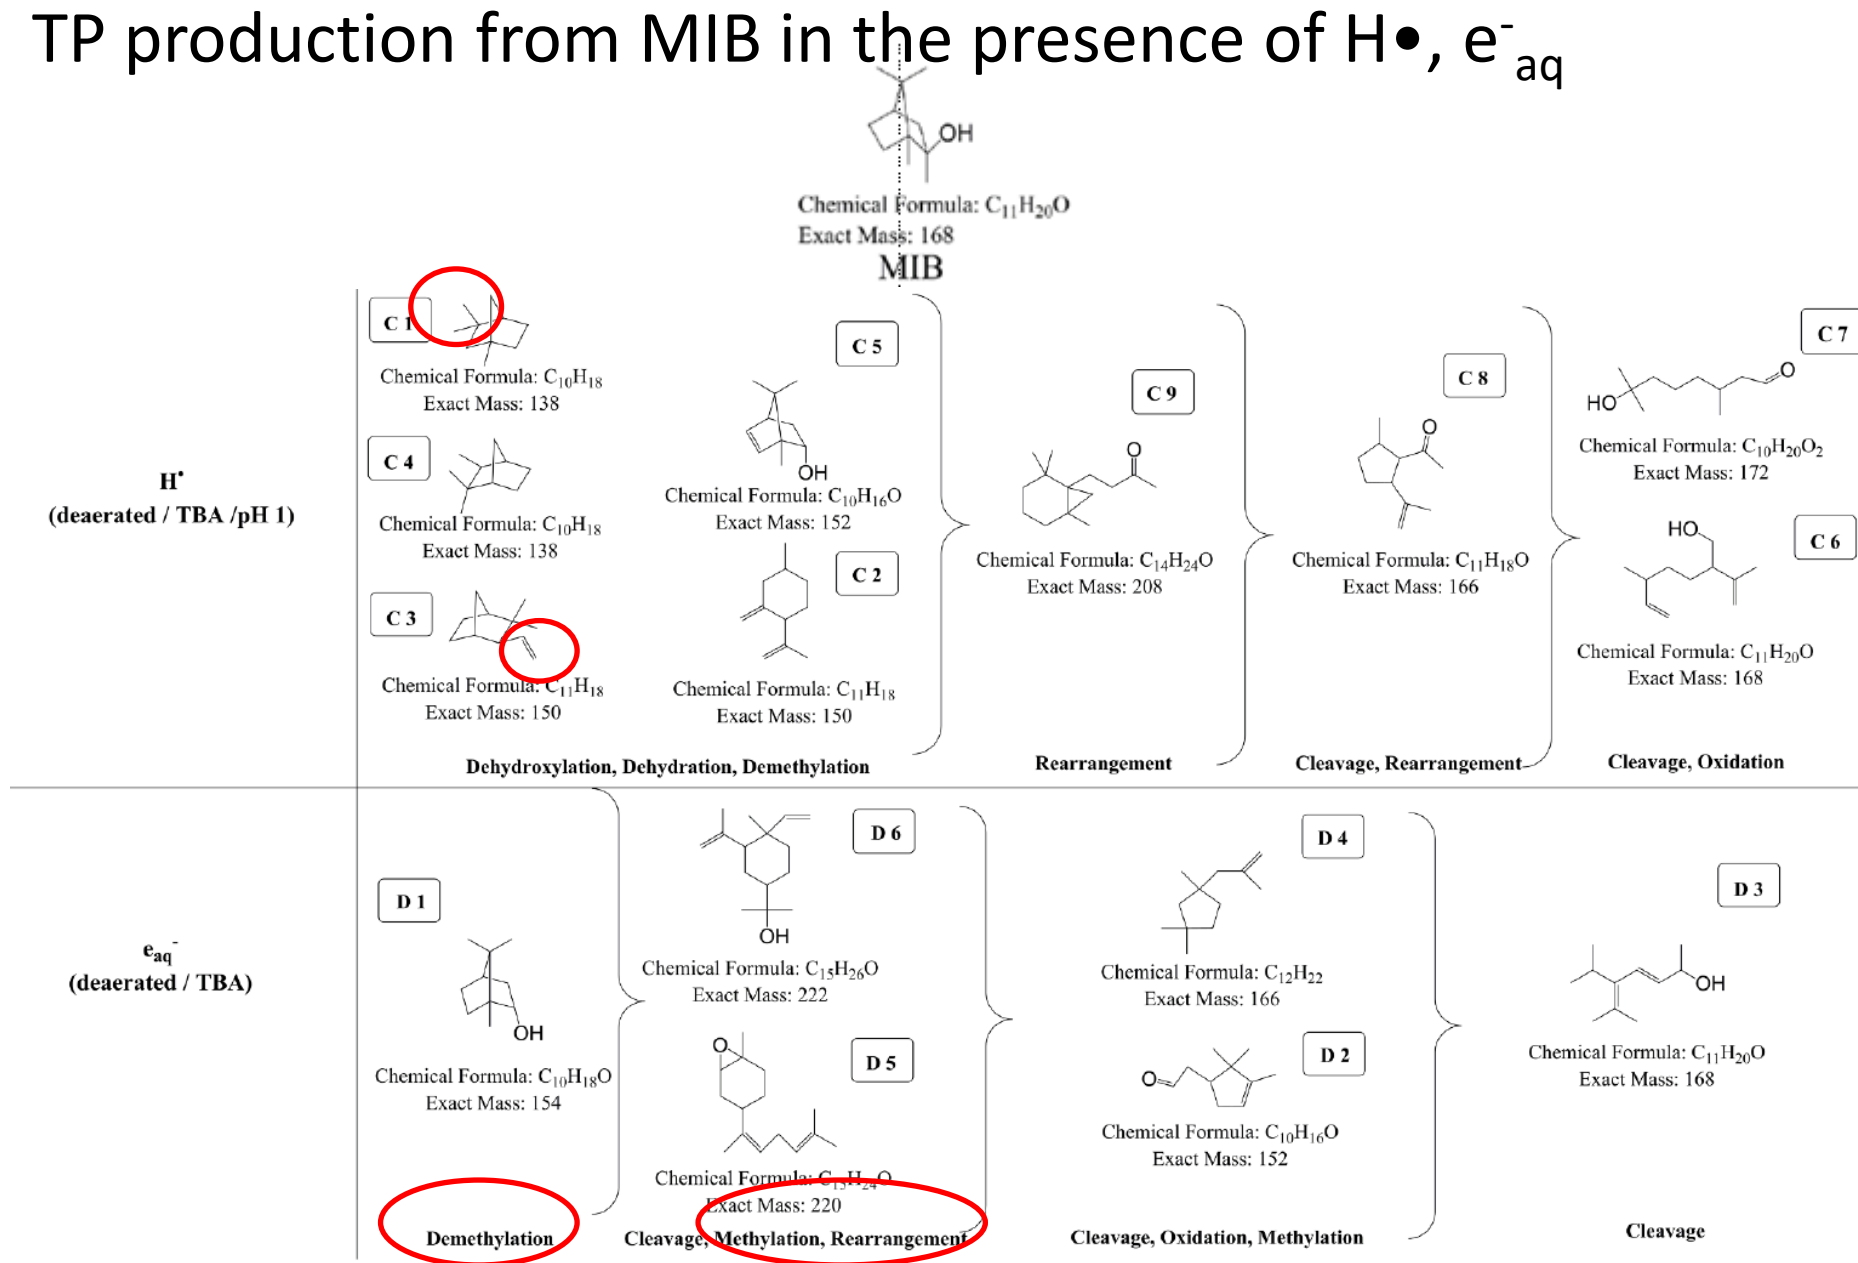 TP production from MIB in the presence of H●, e⁻aq
OH
Chemical Formula: C₁₁H₂₀O
Exact Mass: 168
MIB
H•
(deaerated / TBA /pH 1)
C 1
Chemical Formula: C₁₀H₁₈
Exact Mass: 138
C 4
Chemical Formula: C₁₀H₁₈
Exact Mass: 138
C 3
Chemical Formula: C₁₁H₁₈
Exact Mass: 150
C 5
OH
Chemical Formula: C₁₀H₁₆O
Exact Mass: 152
C 2
Chemical Formula: C₁₁H₁₈
Exact Mass: 150
Dehydroxylation, Dehydration, Demethylation
C 9
O
Chemical Formula: C₁₄H₂₄O
Exact Mass: 208
Rearrangement
C 8
O
Chemical Formula: C₁₁H₁₈O
Exact Mass: 166
Cleavage, Rearrangement
C 7
O
HO
Chemical Formula: C₁₀H₂₀O₂
Exact Mass: 172
HO
C 6
Chemical Formula: C₁₁H₂₀O
Exact Mass: 168
Cleavage, Oxidation
eaq⁻
(deaerated / TBA)
D 1
OH
Chemical Formula: C₁₀H₁₈O
Exact Mass: 154
Demethylation
D 6
OH
Chemical Formula: C₁₅H₂₆O
Exact Mass: 222
O
D 5
Chemical Formula: C₁₅H₂₄O
Exact Mass: 220
Cleavage, Methylation, Rearrangement
D 4
Chemical Formula: C₁₂H₂₂
Exact Mass: 166
D 2
O
Chemical Formula: C₁₀H₁₆O
Exact Mass: 152
Cleavage, Oxidation, Methylation
D 3
OH
Chemical Formula: C₁₁H₂₀O
Exact Mass: 168
Cleavage